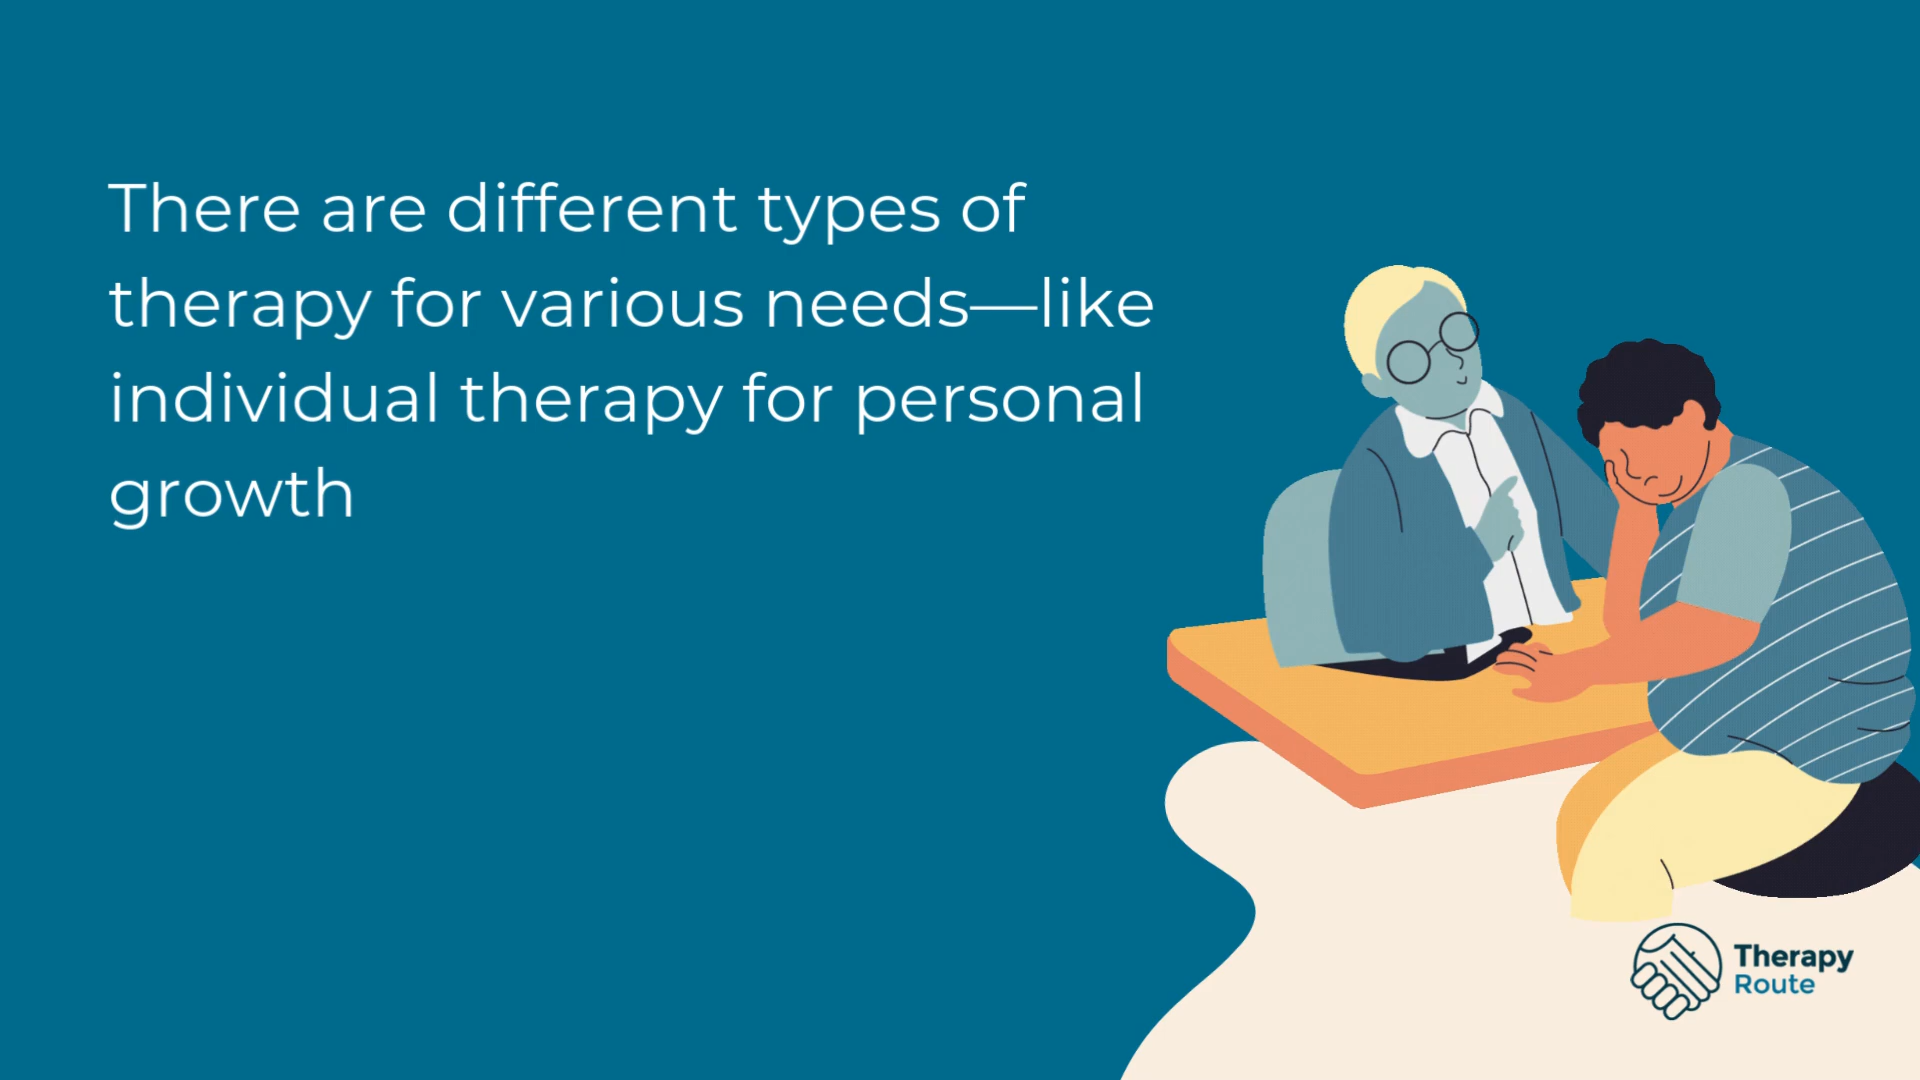 There are different types of
therapy for various needs—like
individual therapy for personal
growth
Therapy
Route